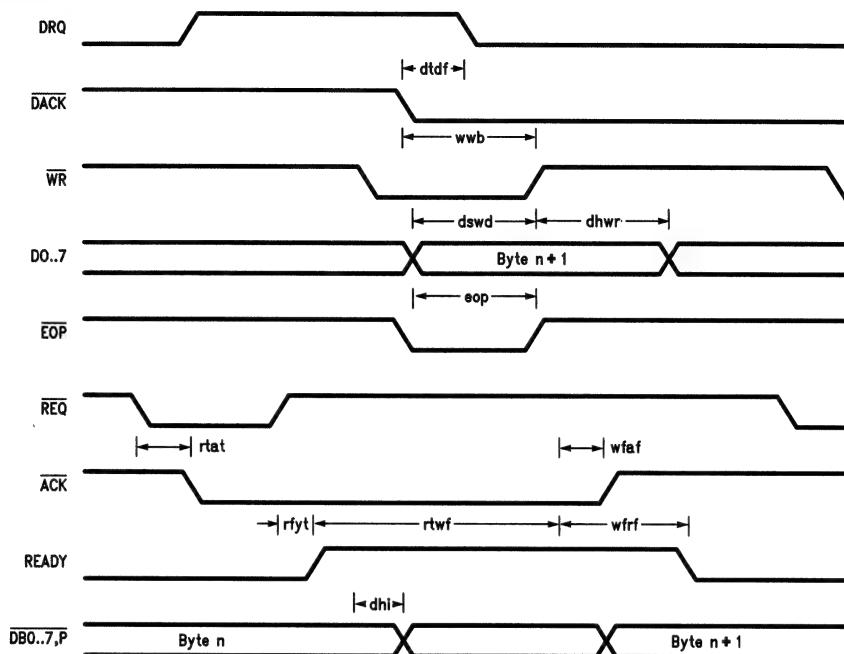 DRQ
dtdf
DACK
wwb
WR
dswd dhwr
D0..7 Byte n + 1
eop
EOP
REQ
rtat wfaf
ACK
rfyt rtwf wfrf
READY
dhi
DB0..7,P Byte n Byte n + 1